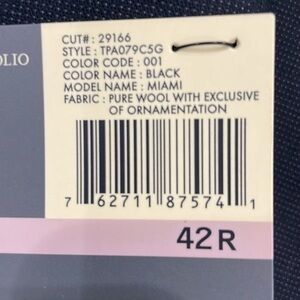 OLIO
CUT# : 29166
STYLE : TPA079C5G
COLOR CODE : 001
COLOR NAME : BLACK
MODEL NAME : MIAMI
FABRIC : PURE WOOL WITH EXCLUSIVE
OF ORNAMENTATION
7 62711 87574 1
42R